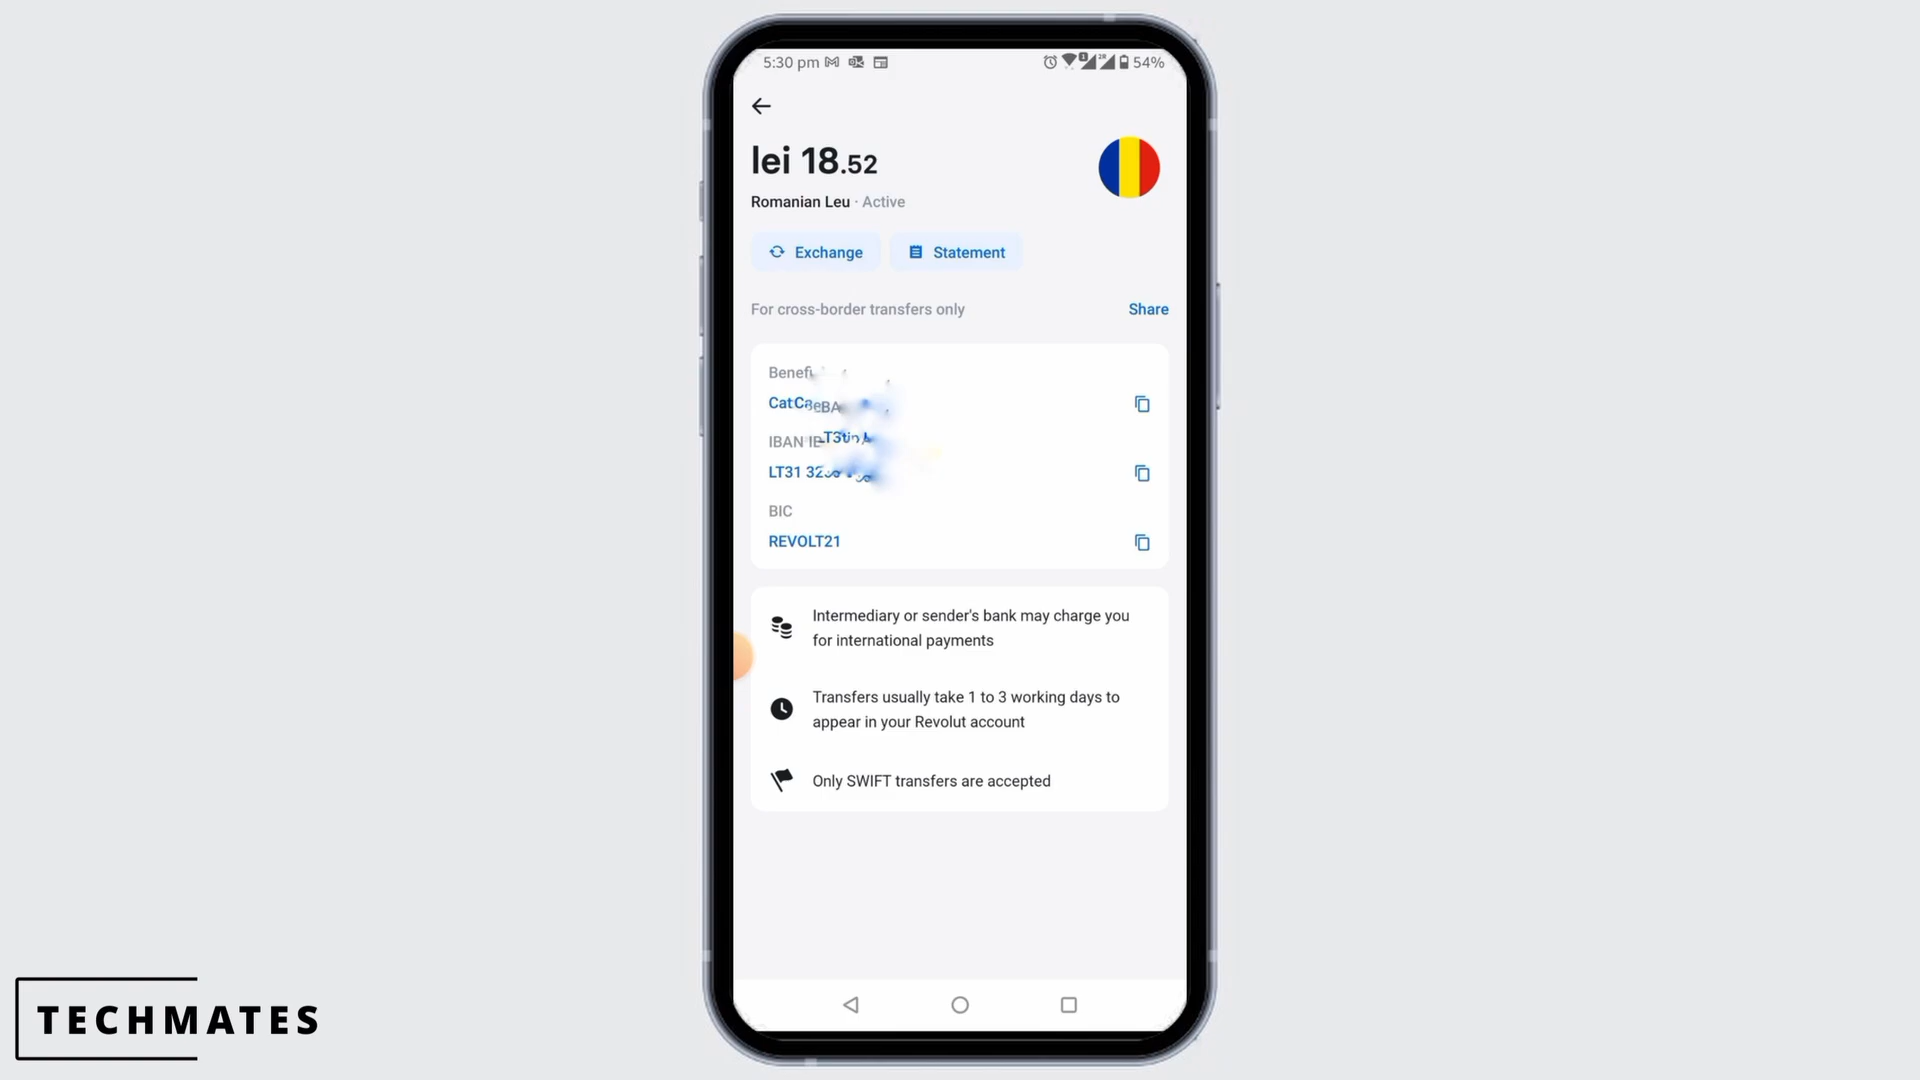 5:30 pm 54%
lei 18.52
Romanian Leu · Active
Exchange Statement
For cross-border transfers only Share
IBAN
LT31
BIC
REVOLT21
Intermediary or sender's bank may charge you
for international payments
Transfers usually take 1 to 3 working days to
appear in your Revolut account
Only SWIFT transfers are accepted
TECHMATES